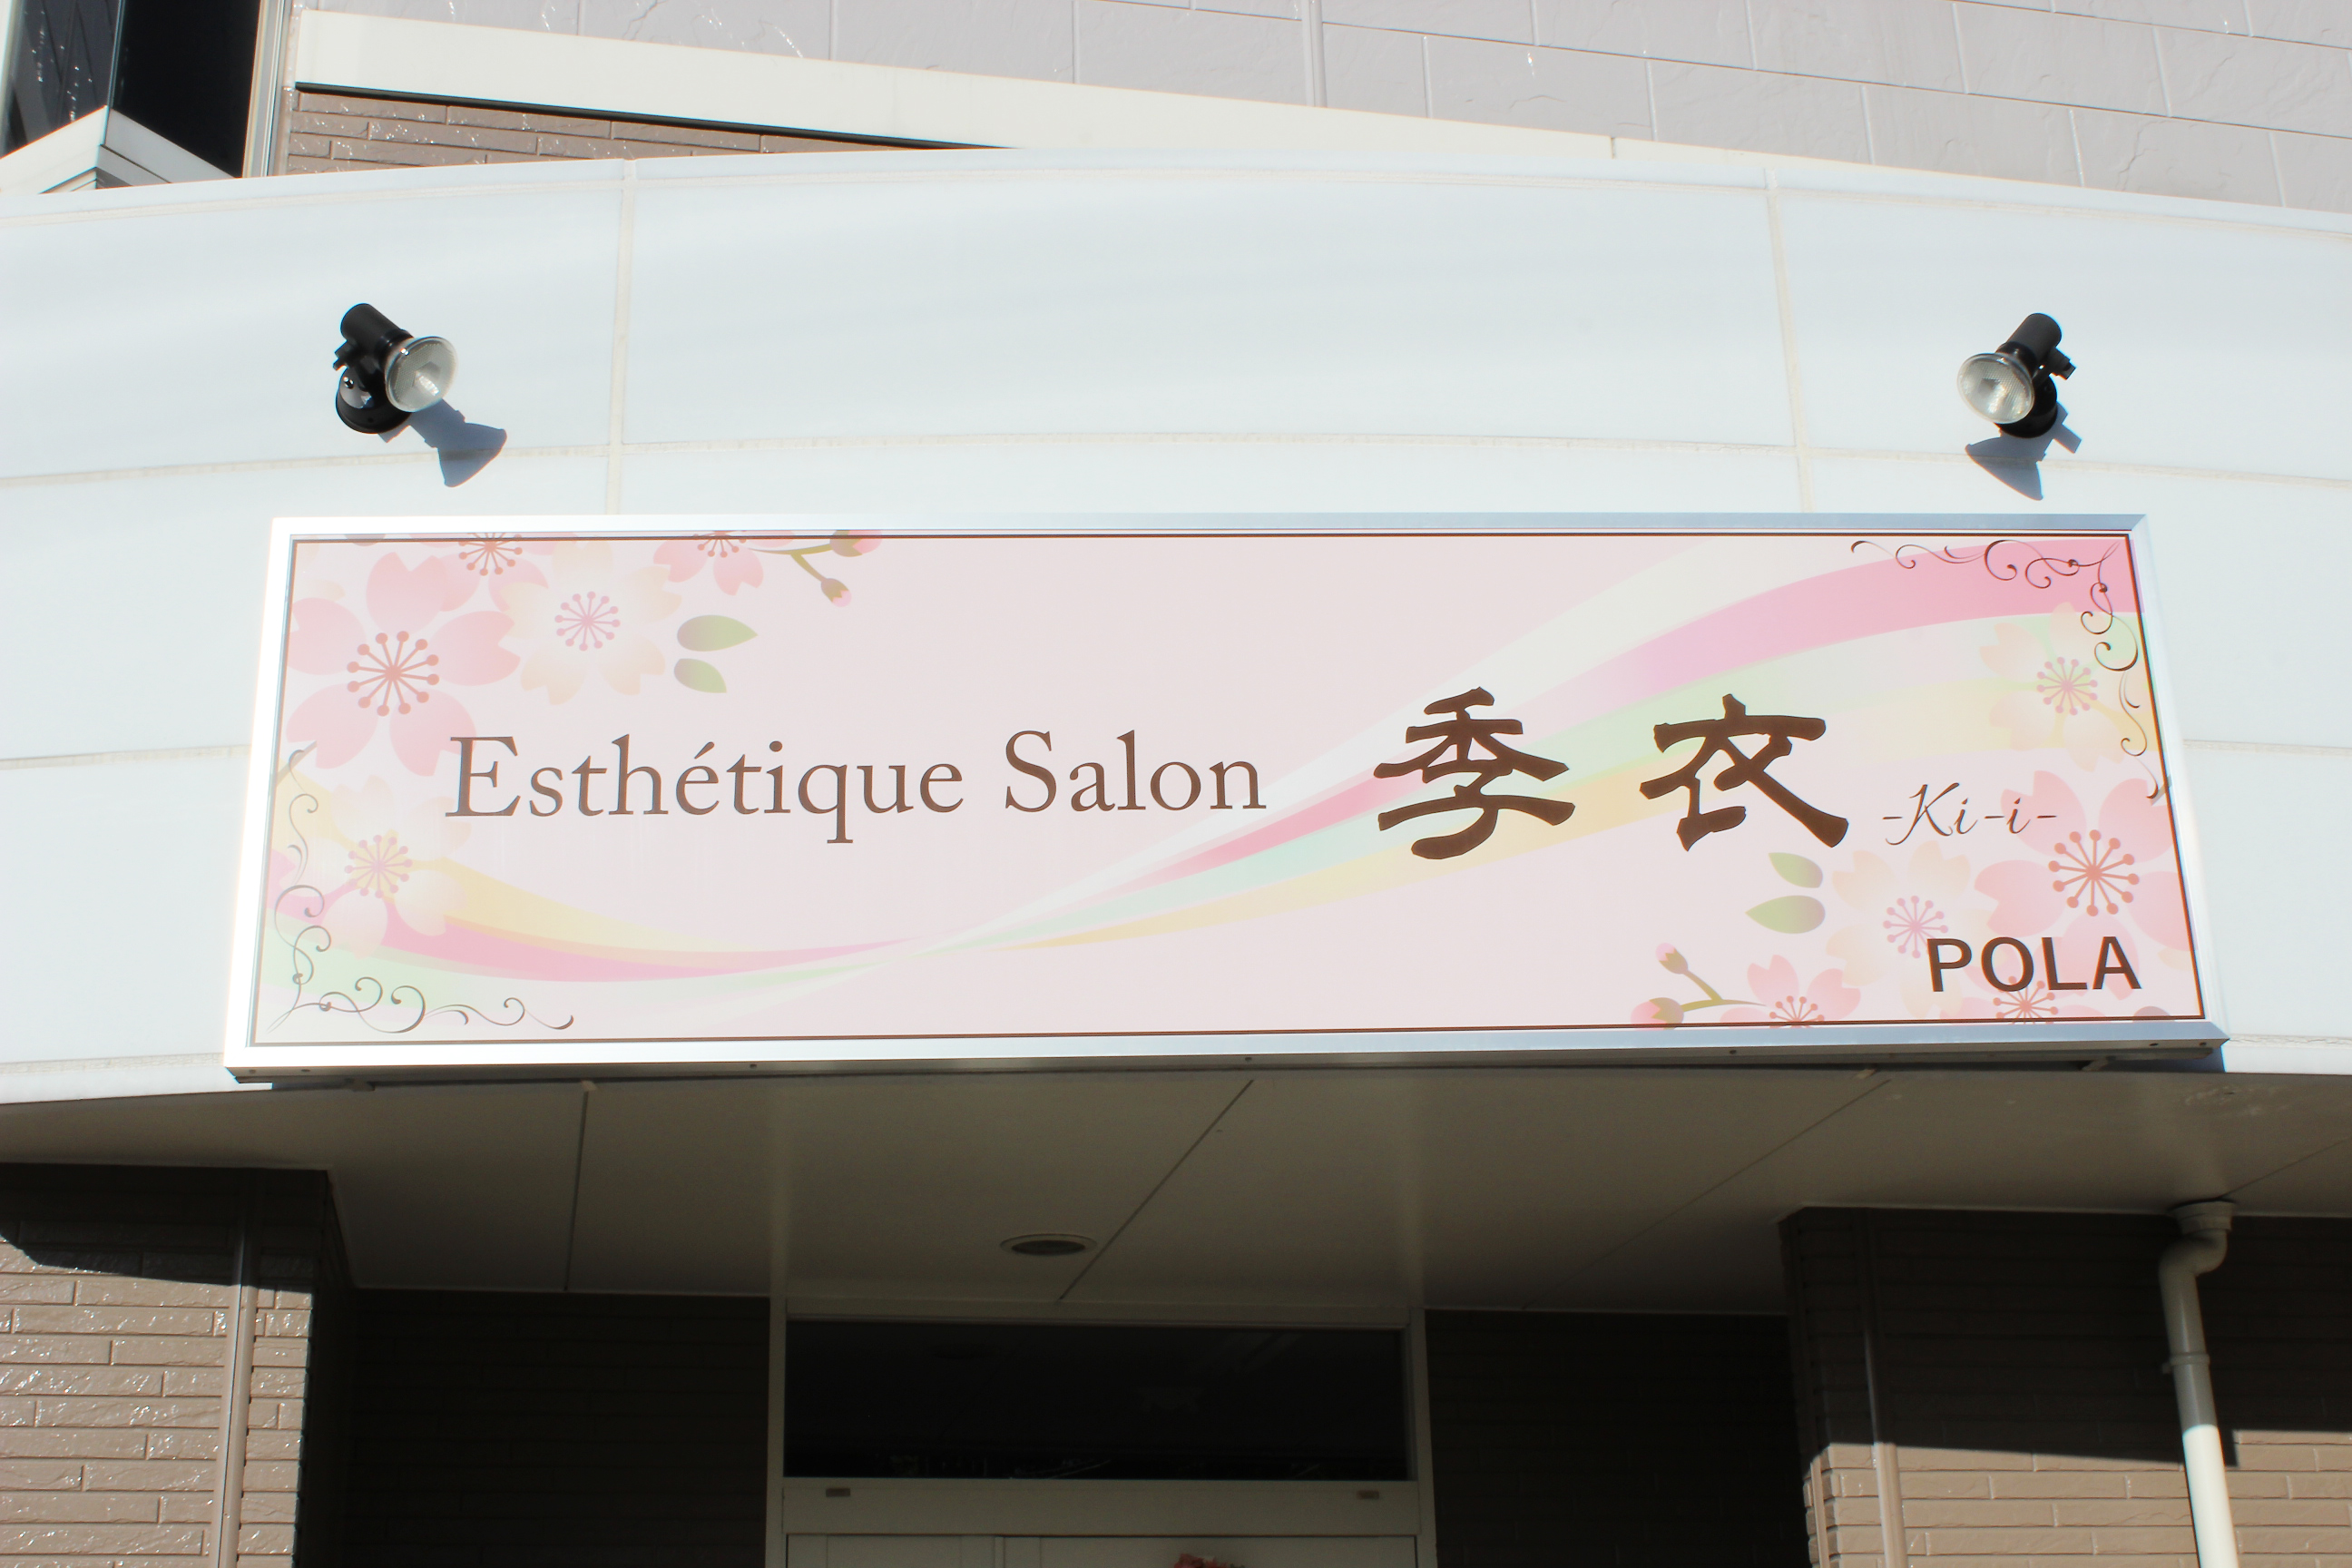 Esthétique Salon 季衣 -Ki-i-
POLA